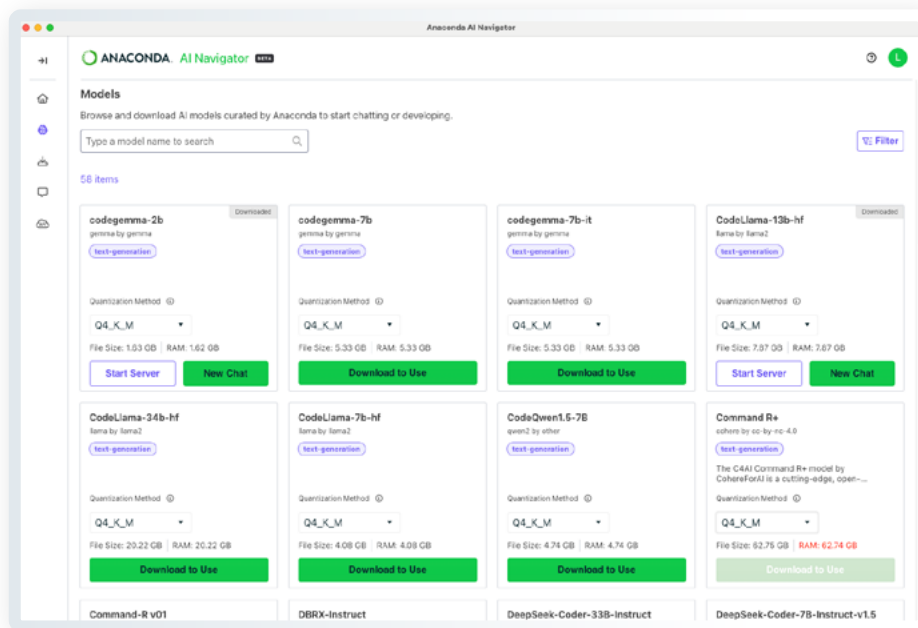 Anaconda AI Navigator
ANACONDA. AI Navigator BETA
L
Models
Browse and download AI models curated by Anaconda to start chatting or developing.
Type a model name to search
Filter
58 items
Downloaded
codegemma-2b
gemma by gemma
text-generation
Quantization Method
Q4_K_M
File Size: 1.63 GB | RAM: 1.62 GB
Start Server
New Chat
codegemma-7b
gemma by gemma
text-generation
Quantization Method
Q4_K_M
File Size: 5.33 GB | RAM: 5.33 GB
Download to Use
codegemma-7b-it
gemma by gemma
text-generation
Quantization Method
Q4_K_M
File Size: 5.33 GB | RAM: 5.33 GB
Download to Use
Downloaded
CodeLlama-13b-hf
llama by llama2
text-generation
Quantization Method
Q4_K_M
File Size: 7.87 GB | RAM: 7.87 GB
Start Server
New Chat
CodeLlama-34b-hf
llama by llama2
text-generation
Quantization Method
Q4_K_M
File Size: 20.22 GB | RAM: 20.22 GB
Download to Use
CodeLlama-7b-hf
llama by llama2
text-generation
Quantization Method
Q4_K_M
File Size: 4.08 GB | RAM: 4.08 GB
Download to Use
CodeQwen1.5-7B
qwen2 by other
text-generation
Quantization Method
Q4_K_M
File Size: 4.74 GB | RAM: 4.74 GB
Download to Use
Command R+
cohere by cc-by-nc-4.0
text-generation
The C4AI Command R+ model by
CohereForAI is a cutting-edge, open-...
Quantization Method
Q4_K_M
File Size: 62.75 GB | RAM: 62.74 GB
Download to Use
Command-R v01
DBRX-Instruct
DeepSeek-Coder-33B-Instruct
DeepSeek-Coder-7B-Instruct-v1.5